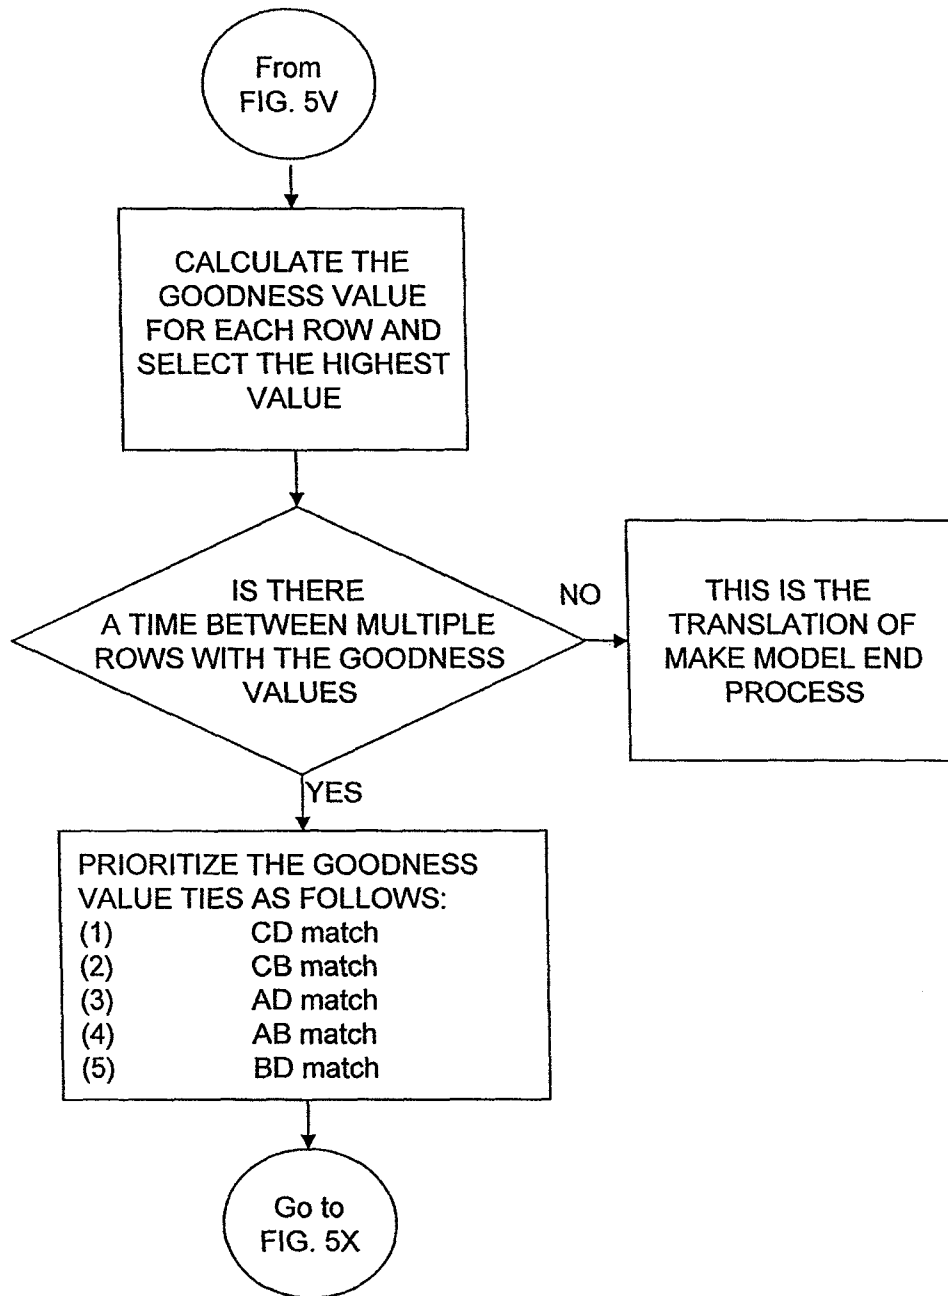 From
FIG. 5V
CALCULATE THE
GOODNESS VALUE
FOR EACH ROW AND
SELECT THE HIGHEST
VALUE
IS THERE
A TIME BETWEEN MULTIPLE
ROWS WITH THE GOODNESS
VALUES
NO
THIS IS THE
TRANSLATION OF
MAKE MODEL END
PROCESS
YES
PRIORITIZE THE GOODNESS
VALUE TIES AS FOLLOWS:
(1) CD match
(2) CB match
(3) AD match
(4) AB match
(5) BD match
Go to
FIG. 5X